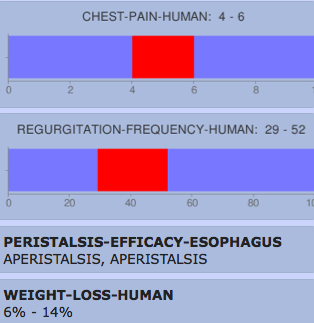 CHEST-PAIN-HUMAN: 4 - 6
0 2 4 6 8
REGURGITATION-FREQUENCY-HUMAN: 29 - 52
0 20 40 60 80 10
PERISTALSIS-EFFICACY-ESOPHAGUS
APERISTALSIS, APERISTALSIS
WEIGHT-LOSS-HUMAN
6% - 14%